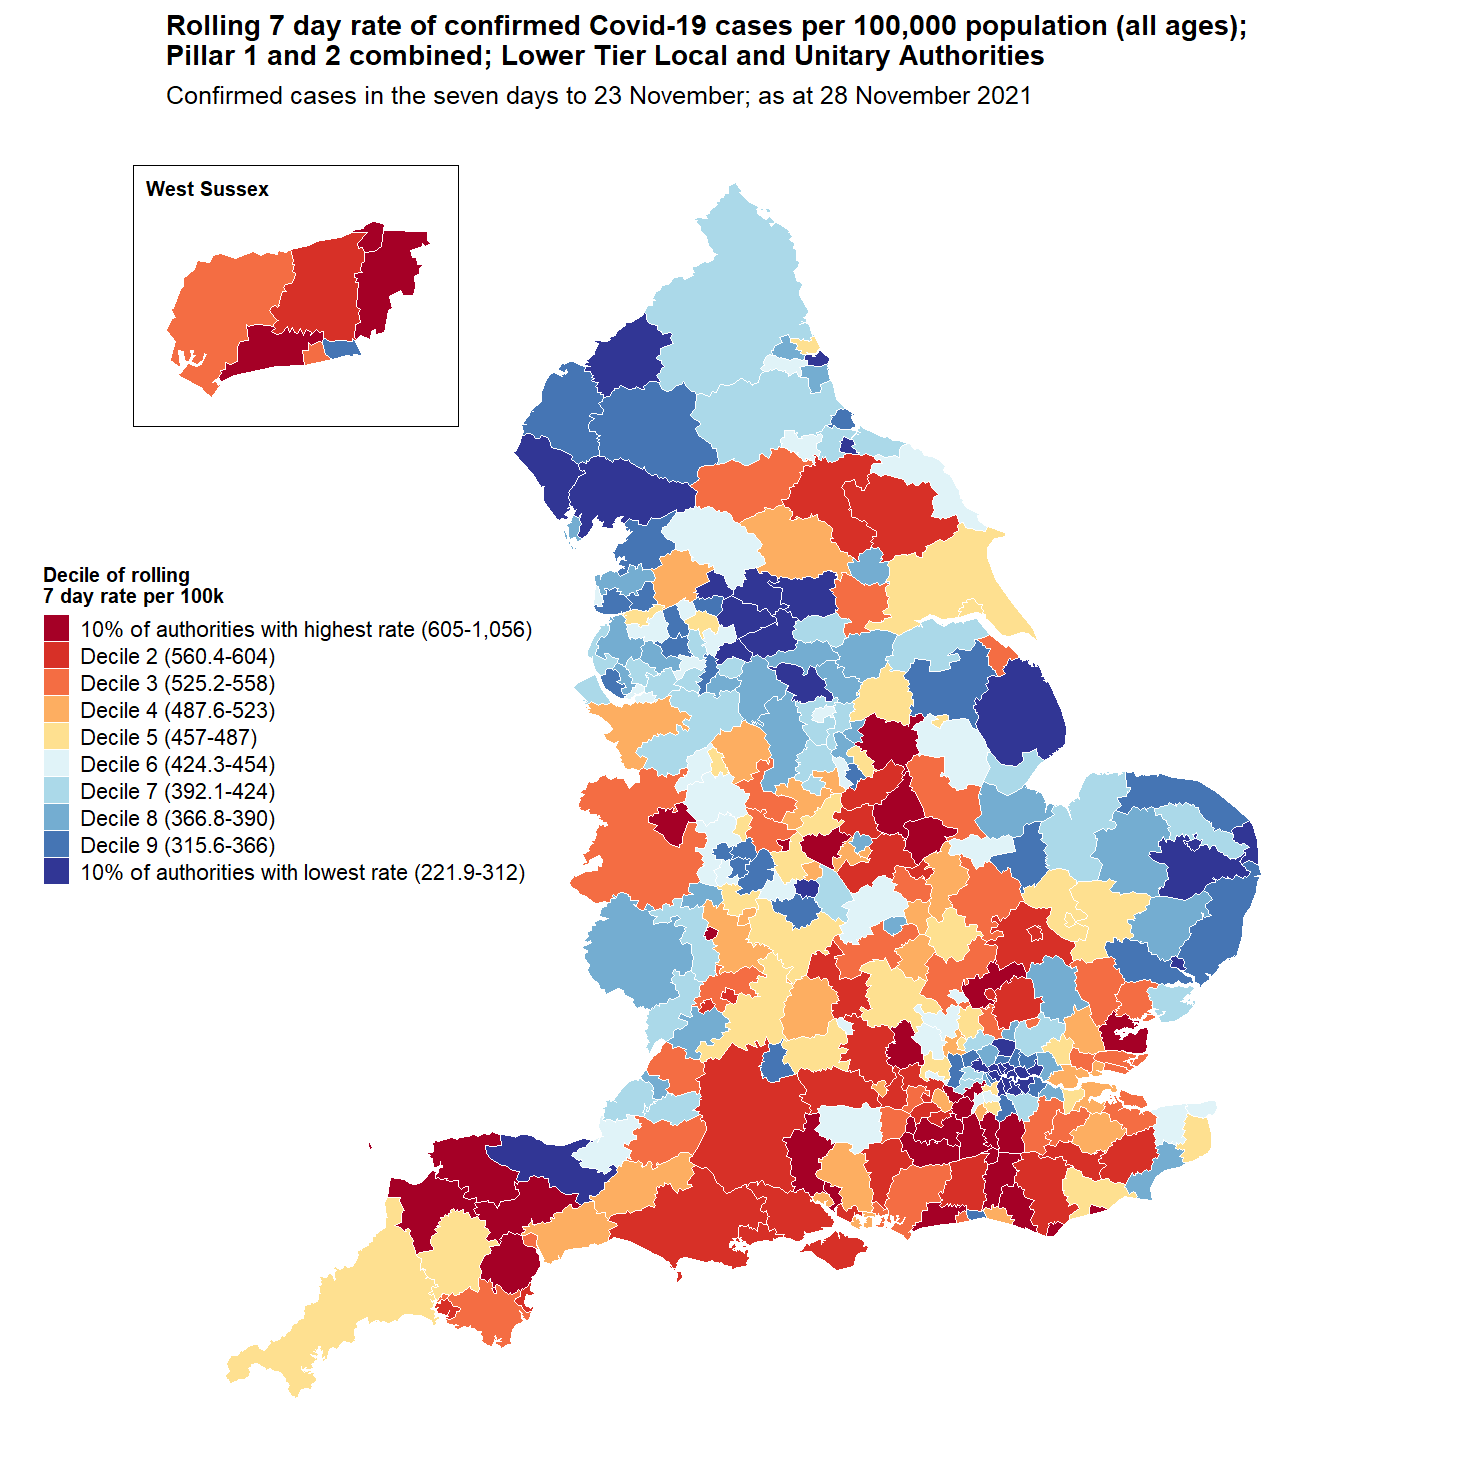 Rolling 7 day rate of confirmed Covid-19 cases per 100,000 population (all ages);
Pillar 1 and 2 combined; Lower Tier Local and Unitary Authorities
Confirmed cases in the seven days to 23 November; as at 28 November 2021
West Sussex
Decile of rolling
7 day rate per 100k
10% of authorities with highest rate (605-1,056)
Decile 2 (560.4-604)
Decile 3 (525.2-558)
Decile 4 (487.6-523)
Decile 5 (457-487)
Decile 6 (424.3-454)
Decile 7 (392.1-424)
Decile 8 (366.8-390)
Decile 9 (315.6-366)
10% of authorities with lowest rate (221.9-312)